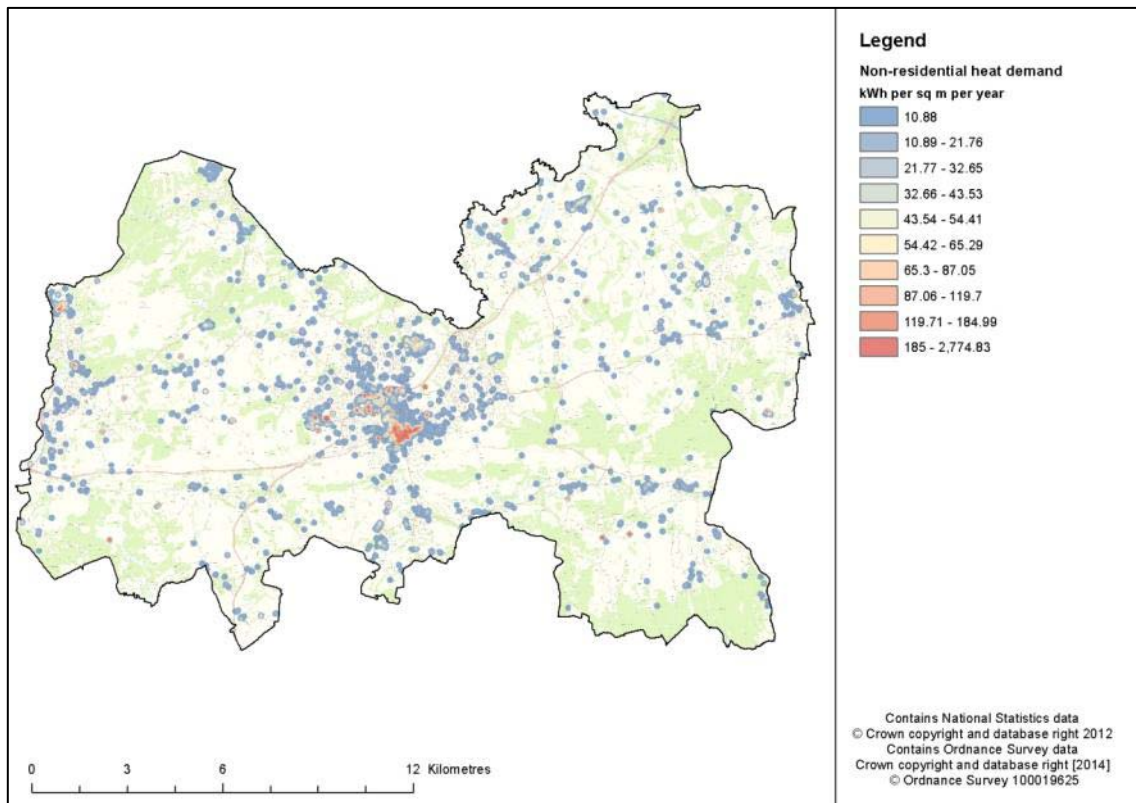 Legend
Non-residential heat demand
kWh per sq m per year
10.88
10.89 - 21.76
21.77 - 32.65
32.66 - 43.53
43.54 - 54.41
54.42 - 65.29
65.3 - 87.05
87.06 - 119.7
119.71 - 184.99
185 - 2,774.83
0 3 6 12 Kilometres
Contains National Statistics data
© Crown copyright and database right 2012
Contains Ordnance Survey data
Crown copyright and database right [2014]
© Ordnance Survey 100019625